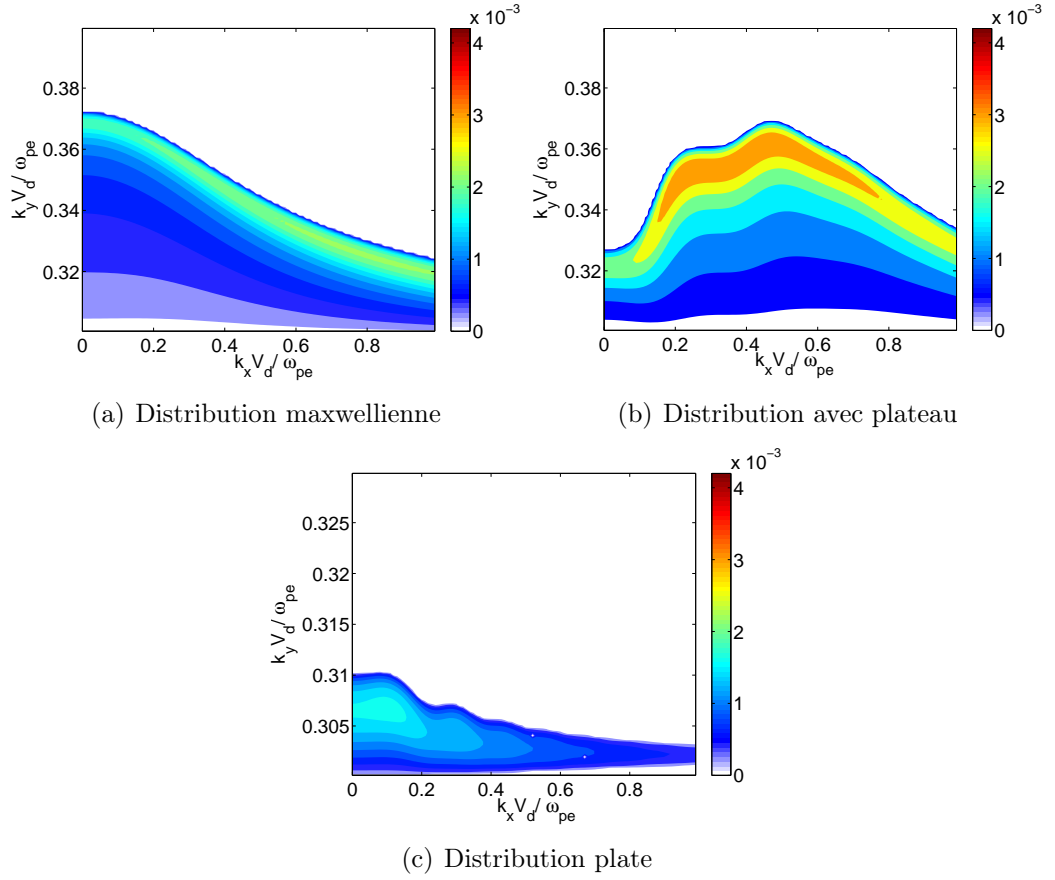 x 10⁻³
4
3
2
1
0
0.38
0.36
0.34
0.32
k_y V_d / ω_pe
0 0.2 0.4 0.6 0.8
k_x V_d / ω_pe
(a) Distribution maxwellienne
x 10⁻³
4
3
2
1
0
0.38
0.36
0.34
0.32
k_y V_d / ω_pe
0 0.2 0.4 0.6 0.8
k_x V_d / ω_pe
(b) Distribution avec plateau
x 10⁻³
4
3
2
1
0
0.325
0.32
0.315
0.31
0.305
k_y V_d / ω_pe
0 0.2 0.4 0.6 0.8
k_x V_d / ω_pe
(c) Distribution plate